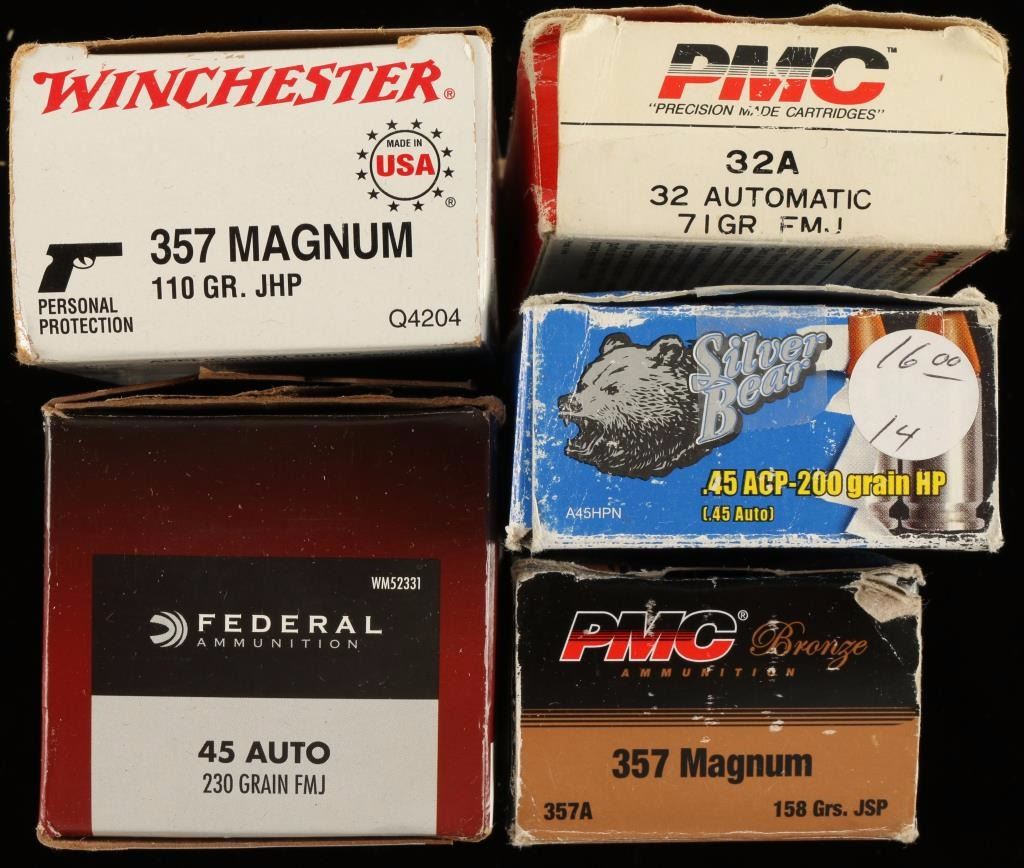 WINCHESTER®
MADE IN
USA
®
357 MAGNUM
110 GR. JHP
PERSONAL
PROTECTION
Q4204
PMC™
"PRECISION MADE CARTRIDGES"
32A
32 AUTOMATIC
71GR. FMJ
Silver
Bear
16 00
14
.45 ACP-200 grain HP
(.45 Auto)
A45HPN
WM52331
FEDERAL
AMMUNITION
45 AUTO
230 GRAIN FMJ
PMC® Bronze
AMMUNITION
357 Magnum
357A
158 Grs. JSP